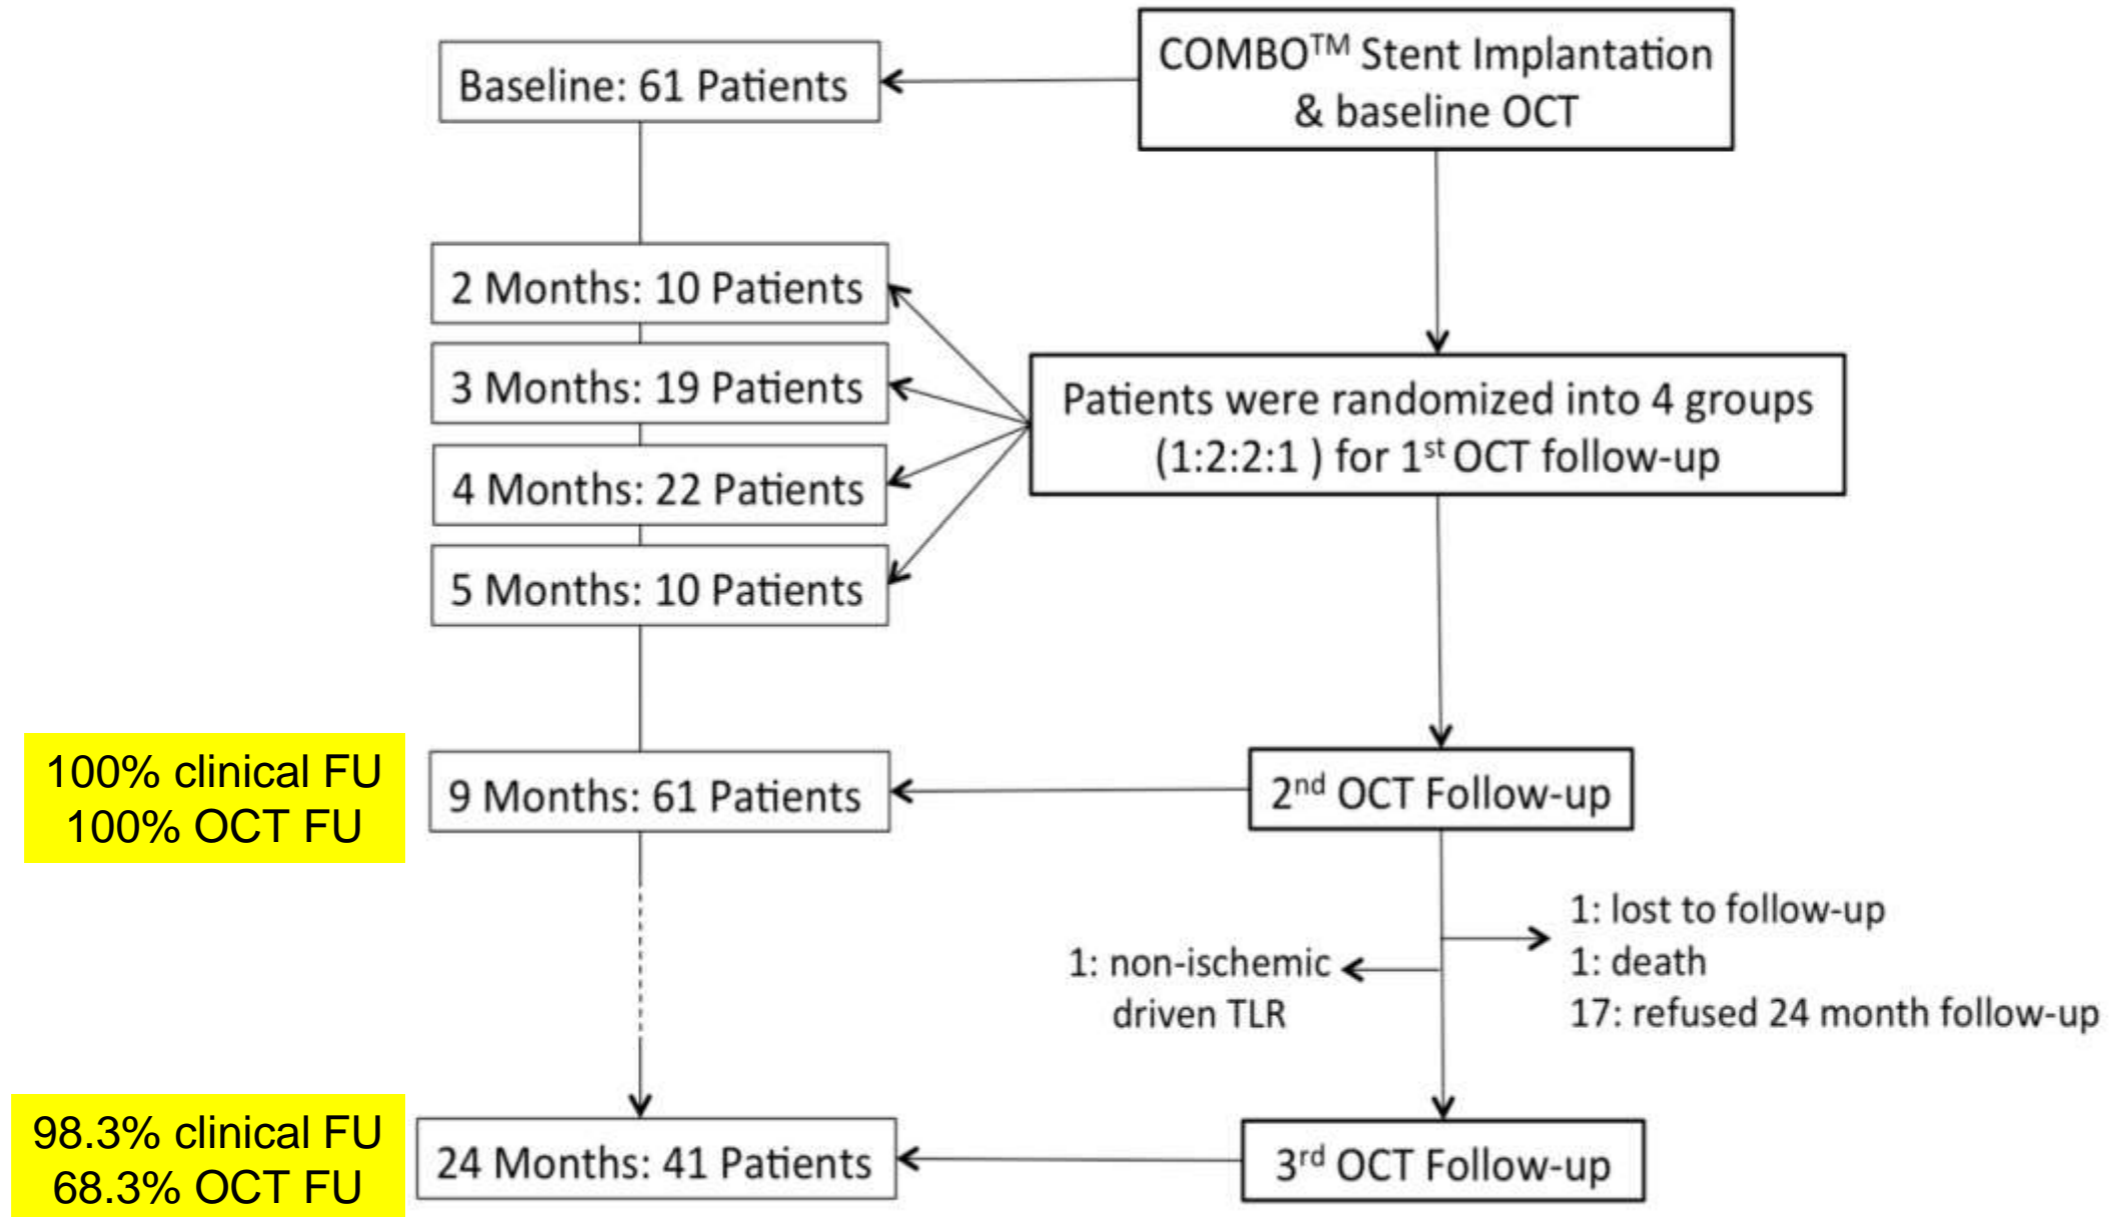 COMBO™ Stent Implantation
& baseline OCT
Baseline: 61 Patients
2 Months: 10 Patients
3 Months: 19 Patients
4 Months: 22 Patients
5 Months: 10 Patients
Patients were randomized into 4 groups
(1:2:2:1 ) for 1st OCT follow-up
100% clinical FU
100% OCT FU
9 Months: 61 Patients
2nd OCT Follow-up
1: non-ischemic
driven TLR
1: lost to follow-up
1: death
17: refused 24 month follow-up
98.3% clinical FU
68.3% OCT FU
24 Months: 41 Patients
3rd OCT Follow-up